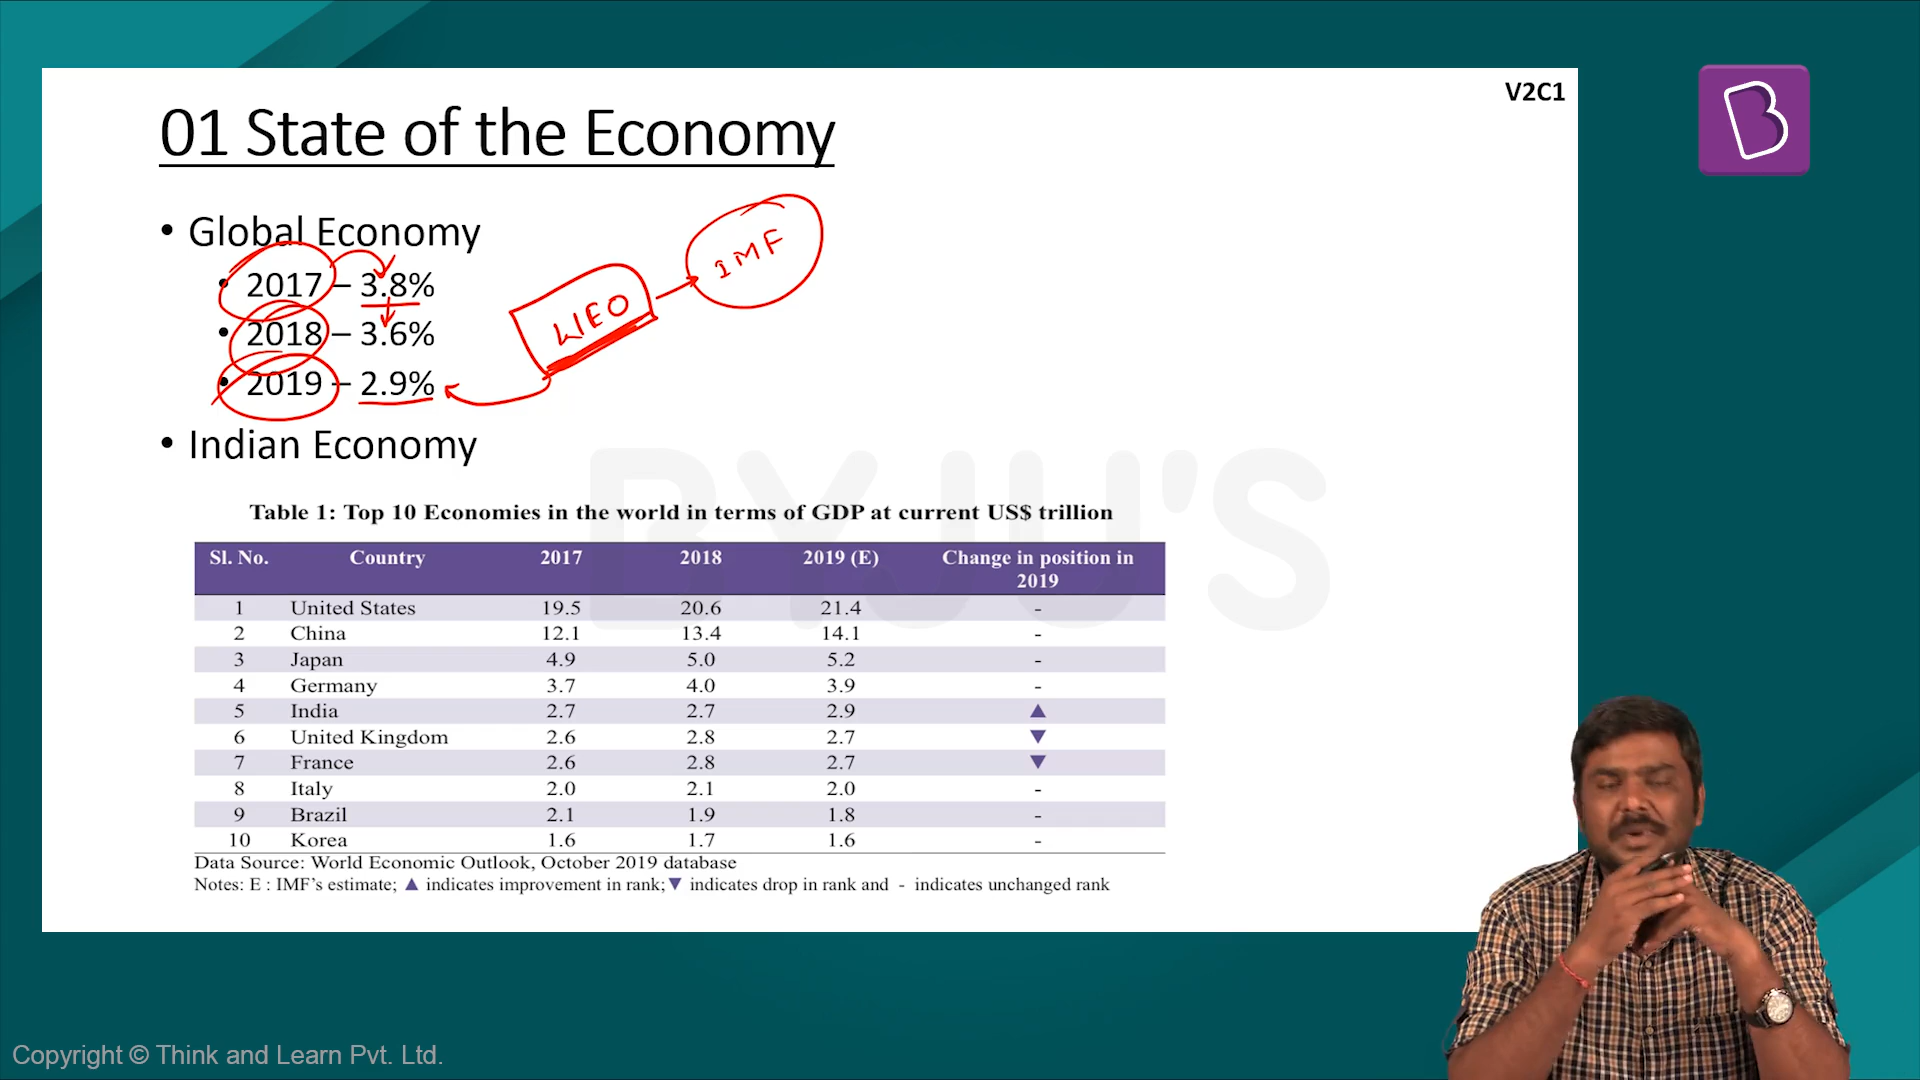 V2C1
01 State of the Economy
• Global Economy
• 2017 – 3.8%
• 2018 – 3.6%
• 2019 – 2.9%
WEO
IMF
• Indian Economy
BYJU'S
Table 1: Top 10 Economies in the world in terms of GDP at current US$ trillion
Sl. No. Country 2017 2018 2019 (E) Change in position in 2019
1 United States 19.5 20.6 21.4 -
2 China 12.1 13.4 14.1 -
3 Japan 4.9 5.0 5.2 -
4 Germany 3.7 4.0 3.9 -
5 India 2.7 2.7 2.9 ▲
6 United Kingdom 2.6 2.8 2.7 ▼
7 France 2.6 2.8 2.7 ▼
8 Italy 2.0 2.1 2.0 -
9 Brazil 2.1 1.9 1.8 -
10 Korea 1.6 1.7 1.6 -
Data Source: World Economic Outlook, October 2019 database
Notes: E : IMF's estimate; ▲ indicates improvement in rank; ▼ indicates drop in rank and - indicates unchanged rank
Copyright © Think and Learn Pvt. Ltd.